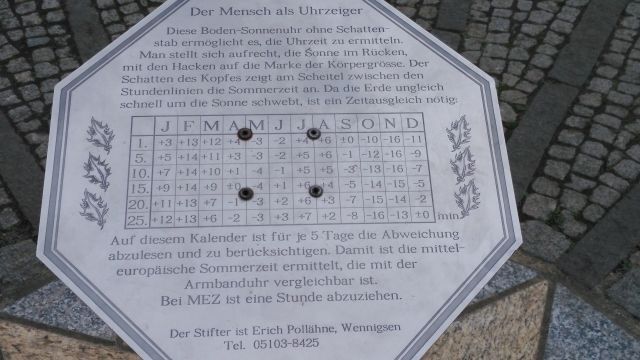 Der Mensch als Uhrzeiger
Diese Boden-Sonnenuhr ohne Schatten-
stab ermöglicht es, die Uhrzeit zu ermitteln.
Man stellt sich aufrecht, die Sonne im Rücken,
mit den Hacken auf die Marke der Körpergrösse. Der
Schatten des Kopfes zeigt am Scheitel zwischen den
Stundenlinien die Sommerzeit an. Da die Erde ungleich
schnell um die Sonne schwebt, ist ein Zeitausgleich nötig:
J F M A M J J A S O N D
1. +3 +13 +12 +4 -3 -2 +4 +6 ±0 -10 -16 -11
5. +5 +14 +11 +3 -3 -2 +5 +6 -1 -12 -16 -9
10. +7 +14 +10 +1 -4 -1 +5 +5 -3 -13 -16 -7
15. +9 +14 +9 ±0 -4 +1 +6 +4 -5 -14 -15 -5
20. +11 +13 +7 -1 -3 +2 +6 +3 -7 -15 -14 -2
25. +12 +13 +6 -2 -3 +3 +7 +2 -8 -16 -13 ±0 min.
Auf diesem Kalender ist für je 5 Tage die Abweichung
abzulesen und zu berücksichtigen. Damit ist die mittel-
europäische Sommerzeit ermittelt, die mit der
Armbanduhr vergleichbar ist.
Bei MEZ ist eine Stunde abzuziehen.
Der Stifter ist Erich Pollähne, Wennigsen
Tel. 05103-8425